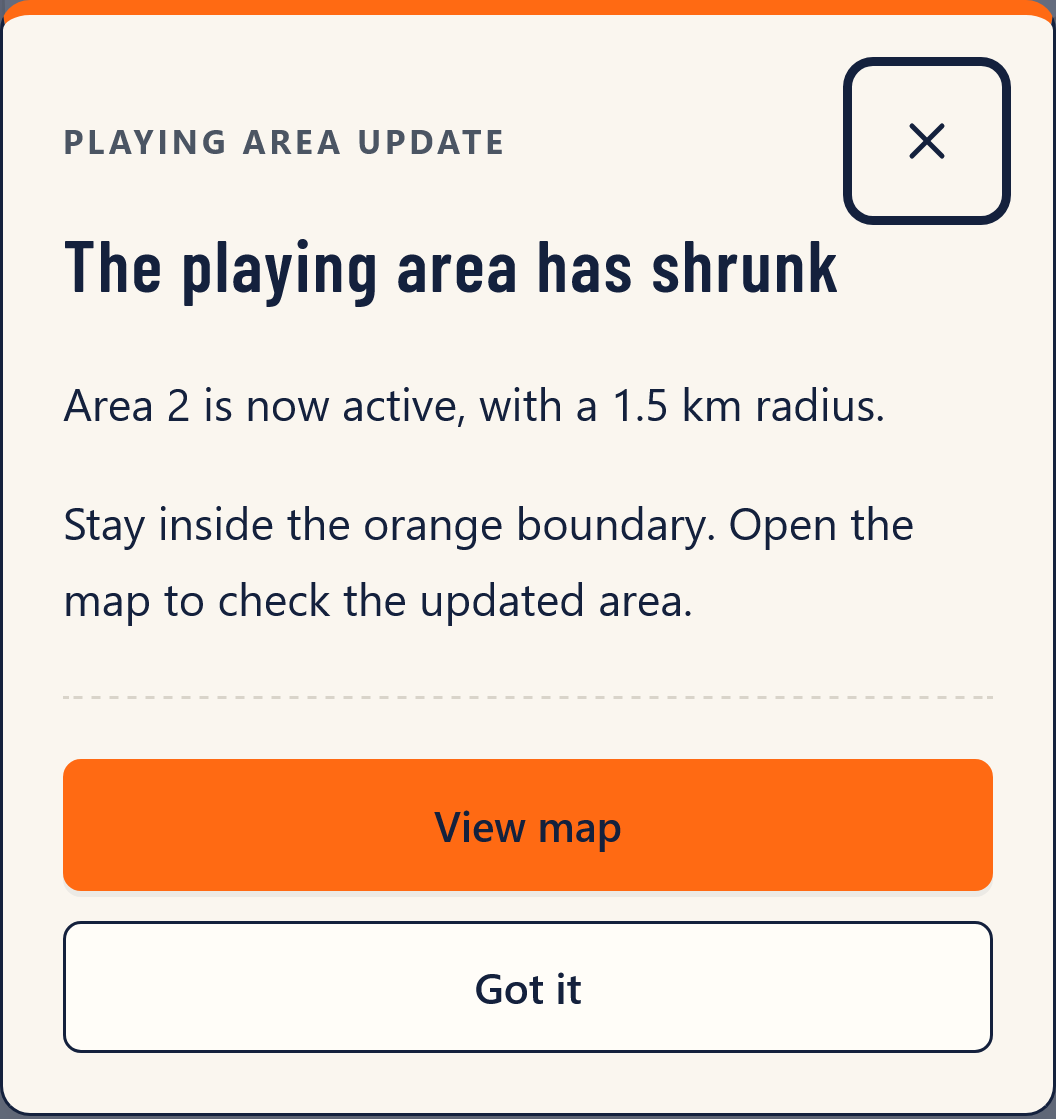 PLAYING AREA UPDATE
The playing area has shrunk
Area 2 is now active, with a 1.5 km radius.
Stay inside the orange boundary. Open the
map to check the updated area.
View map
Got it